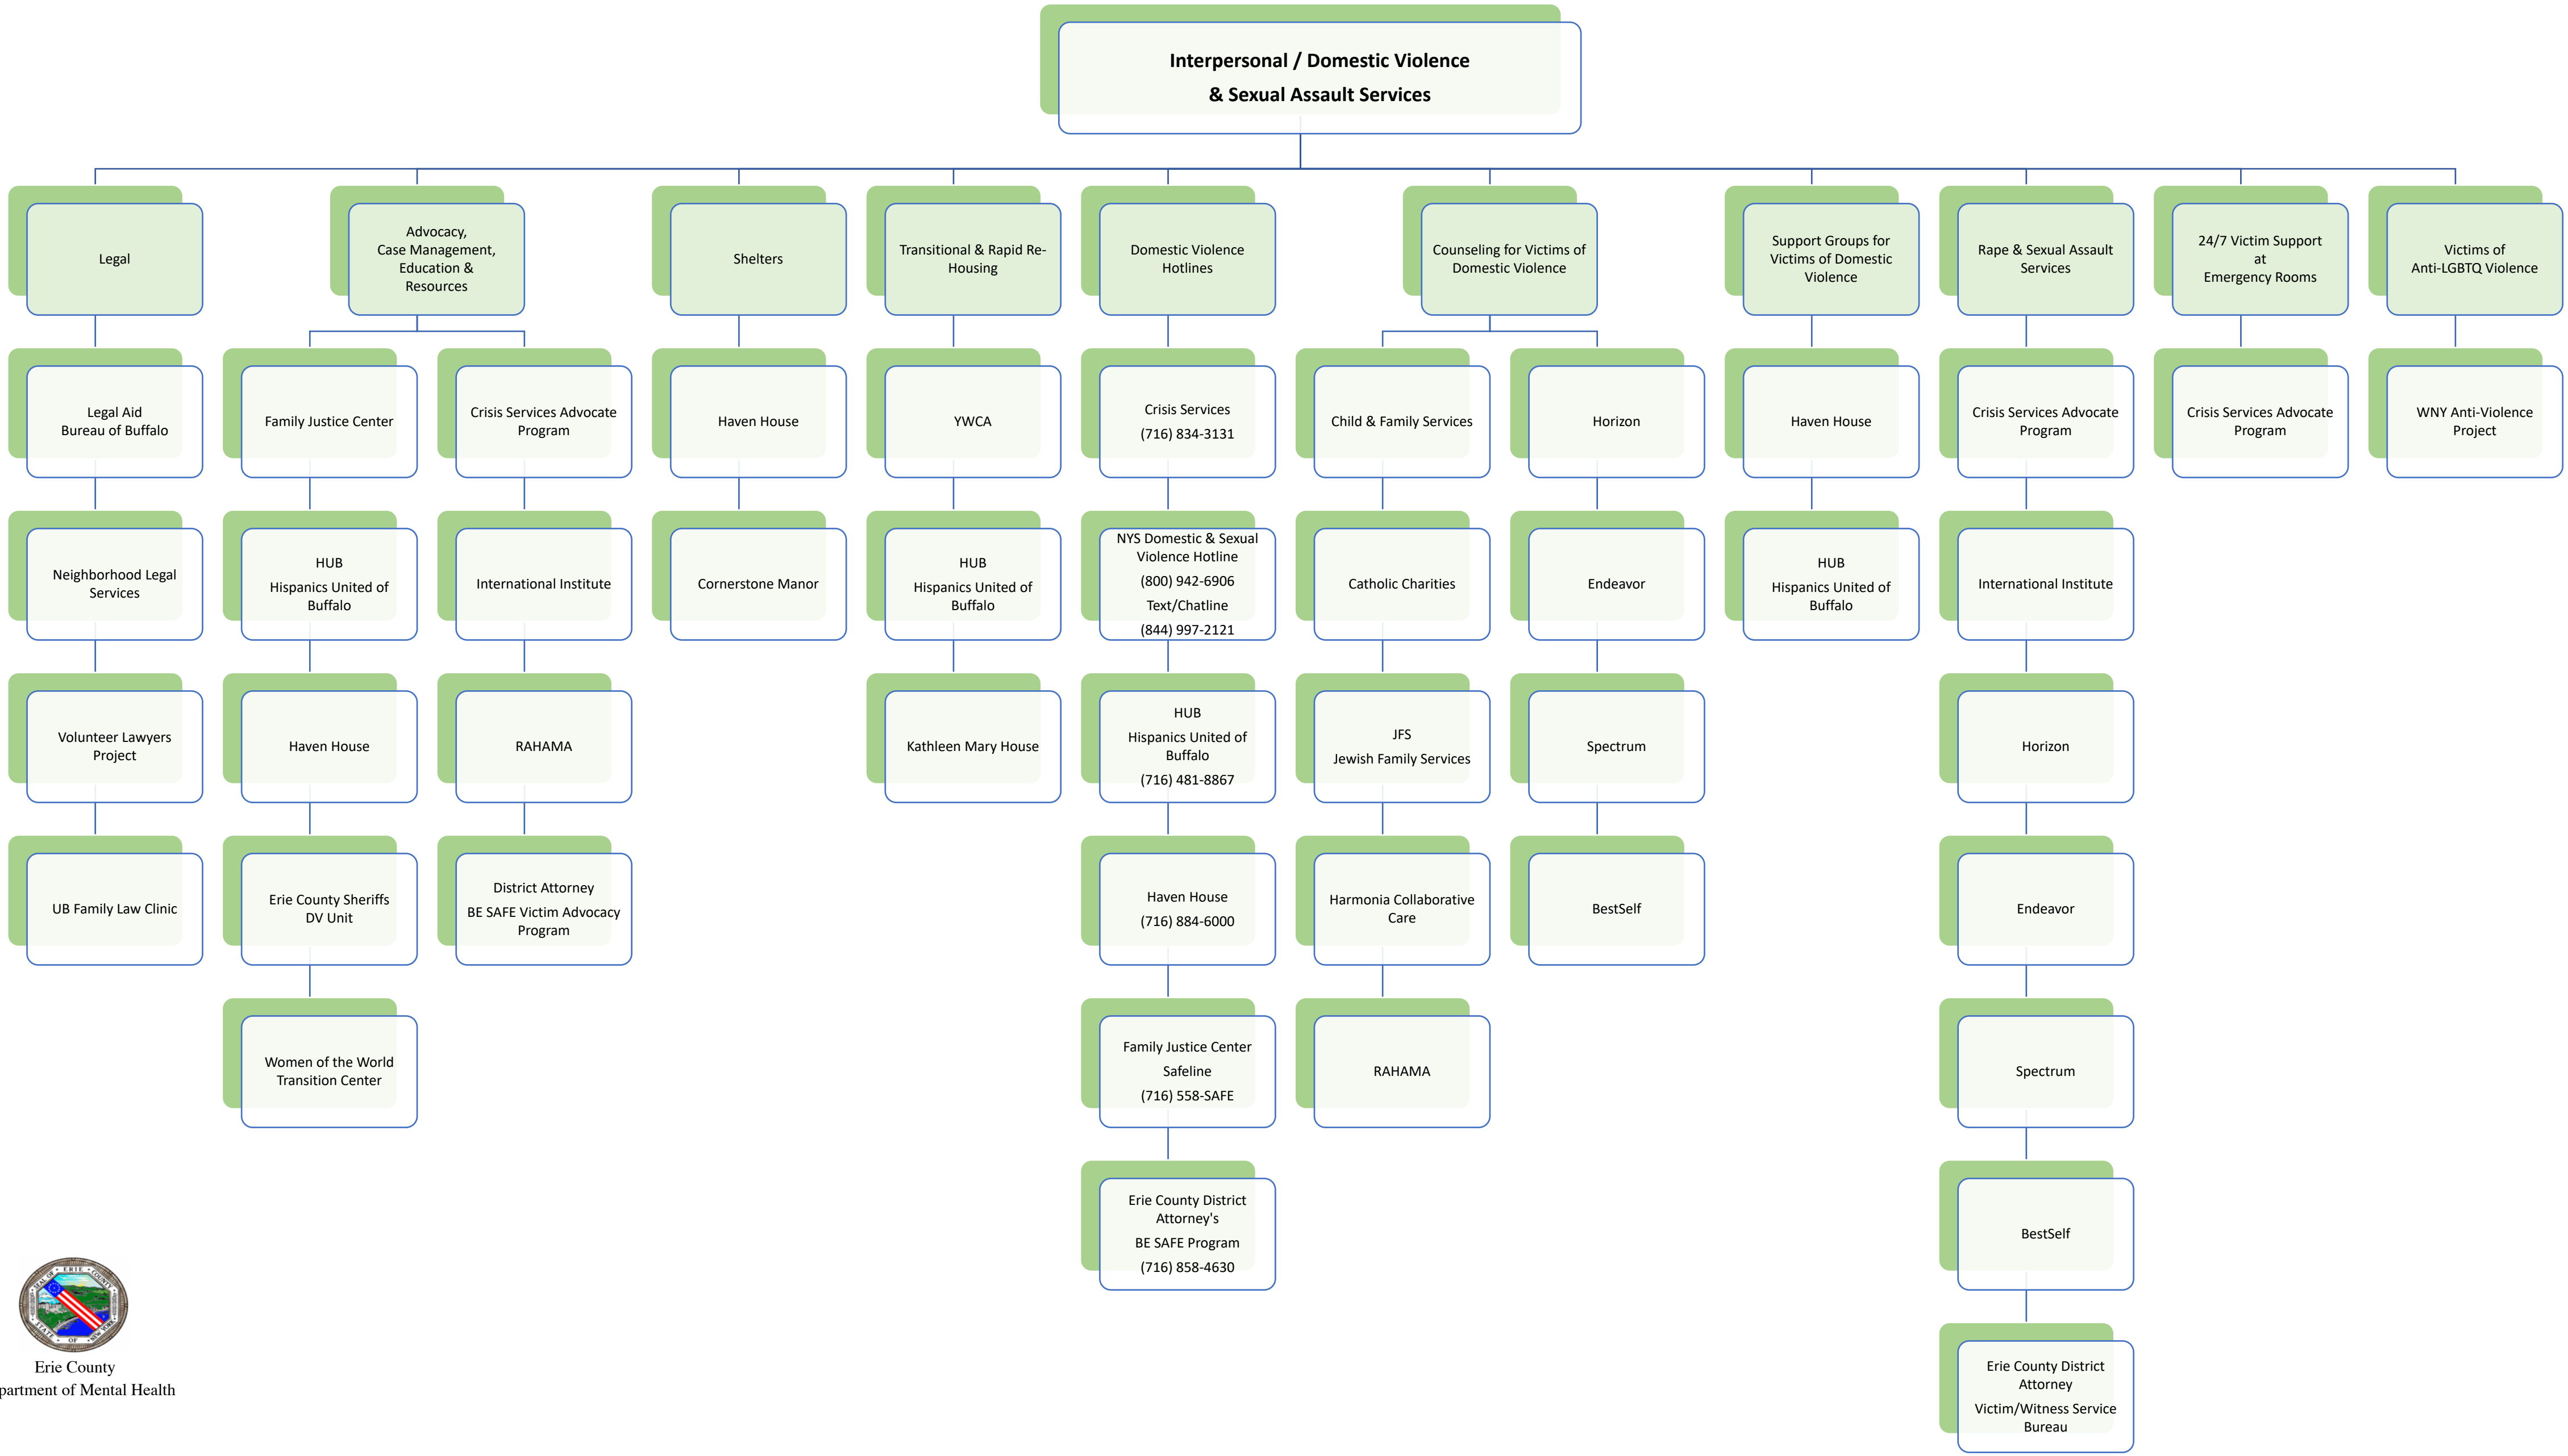 Interpersonal / Domestic Violence
& Sexual Assault Services
Legal
Legal Aid
Bureau of Buffalo
Neighborhood Legal
Services
Volunteer Lawyers
Project
UB Family Law Clinic
Advocacy,
Case Management,
Education &
Resources
Family Justice Center
HUB
Hispanics United of
Buffalo
Haven House
Erie County Sheriffs
DV Unit
Women of the World
Transition Center
Crisis Services Advocate
Program
International Institute
RAHAMA
District Attorney
BE SAFE Victim Advocacy
Program
Shelters
Haven House
Cornerstone Manor
Transitional & Rapid Re-
Housing
YWCA
HUB
Hispanics United of
Buffalo
Kathleen Mary House
Domestic Violence
Hotlines
Crisis Services
(716) 834-3131
NYS Domestic & Sexual
Violence Hotline
(800) 942-6906
Text/Chatline
(844) 997-2121
HUB
Hispanics United of
Buffalo
(716) 481-8867
Haven House
(716) 884-6000
Family Justice Center
Safeline
(716) 558-SAFE
Erie County District
Attorney's
BE SAFE Program
(716) 858-4630
Counseling for Victims of
Domestic Violence
Child & Family Services
Catholic Charities
JFS
Jewish Family Services
Harmonia Collaborative
Care
RAHAMA
Horizon
Endeavor
Spectrum
BestSelf
Support Groups for
Victims of Domestic
Violence
Haven House
HUB
Hispanics United of
Buffalo
Rape & Sexual Assault
Services
Crisis Services Advocate
Program
International Institute
Horizon
Endeavor
Spectrum
BestSelf
Erie County District
Attorney
Victim/Witness Service
Bureau
24/7 Victim Support
at
Emergency Rooms
Crisis Services Advocate
Program
Victims of
Anti-LGBTQ Violence
WNY Anti-Violence
Project
SEAL OF ERIE COUNTY
STATE OF NEW YORK
Erie County
partment of Mental Health